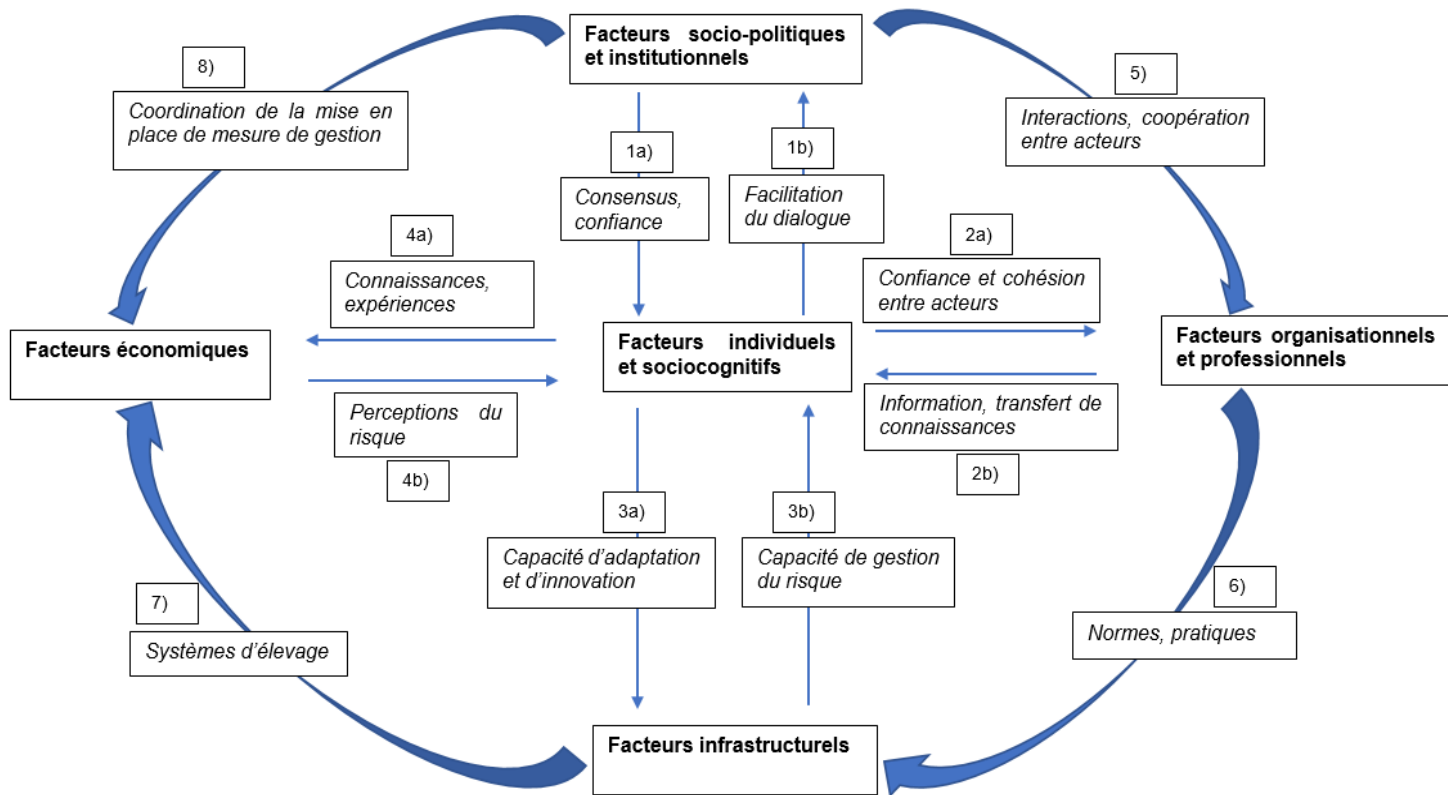 Facteurs socio-politiques
et institutionnels
8)
Coordination de la mise en
place de mesure de gestion
5)
Interactions, coopération
entre acteurs
1a)
Consensus,
confiance
1b)
Facilitation
du dialogue
4a)
Connaissances,
expériences
2a)
Confiance et cohésion
entre acteurs
Facteurs économiques
Facteurs individuels
et sociocognitifs
Facteurs organisationnels
et professionnels
Perceptions du
risque
4b)
Information, transfert de
connaissances
2b)
3a)
Capacité d’adaptation
et d’innovation
3b)
Capacité de gestion
du risque
7)
Systèmes d’élevage
6)
Normes, pratiques
Facteurs infrastructurels